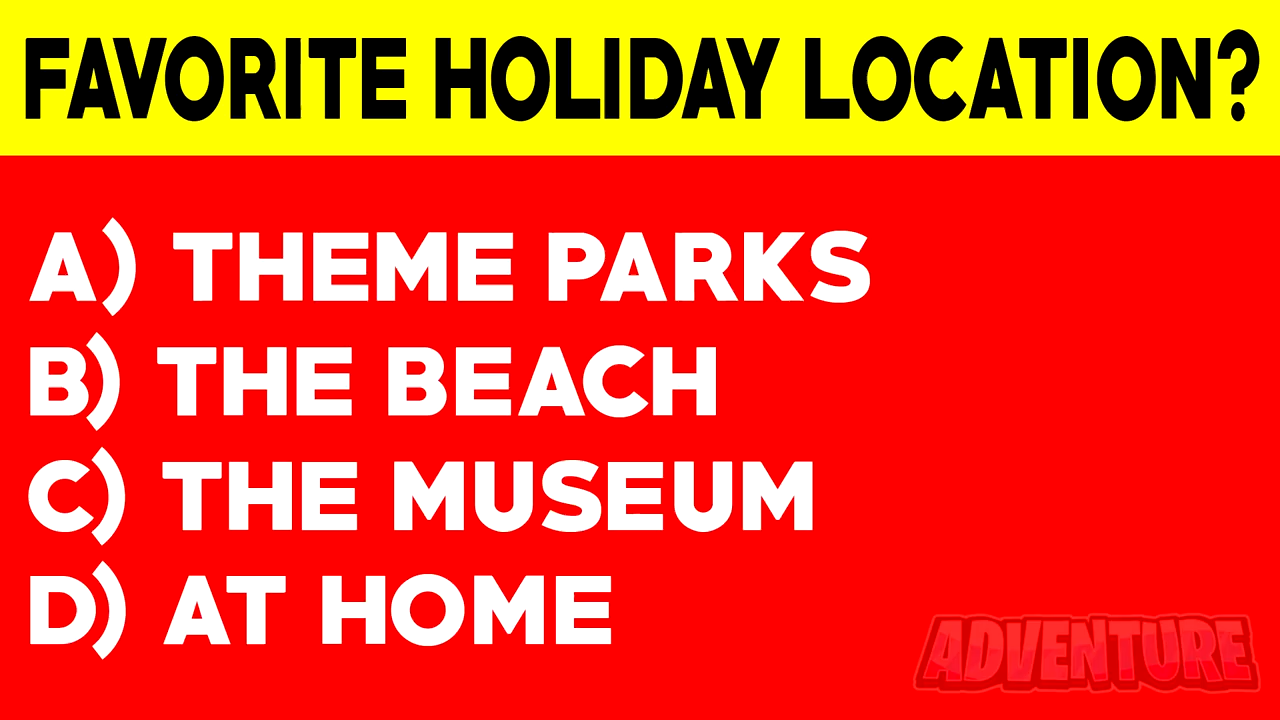 FAVORITE HOLIDAY LOCATION?
A) THEME PARKS
B) THE BEACH
C) THE MUSEUM
D) AT HOME
ADVENTURE